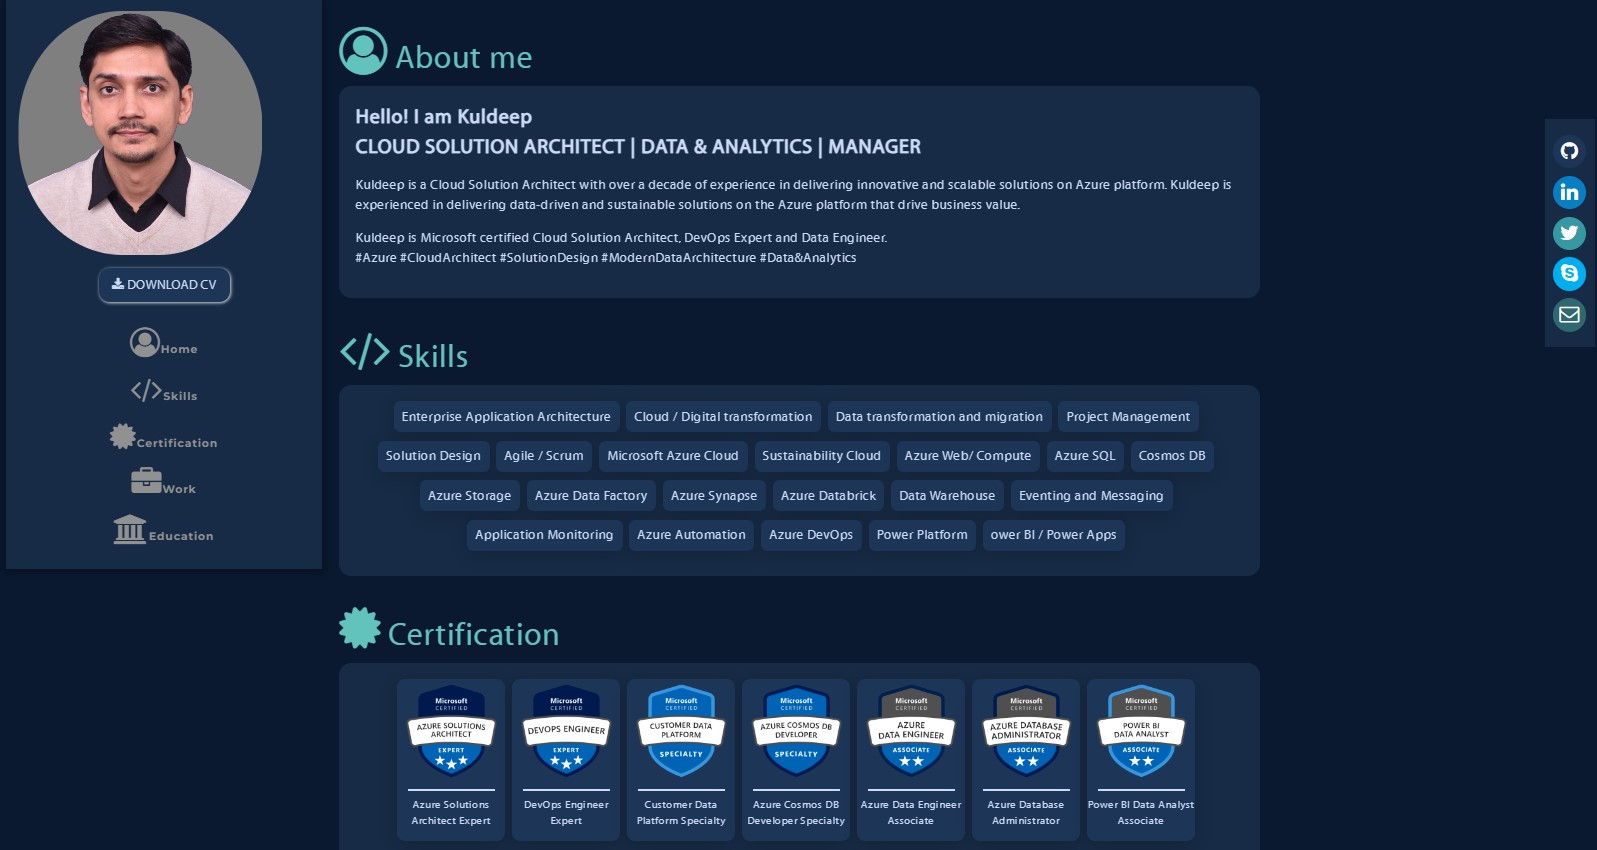 DOWNLOAD CV
Home
Skills
Certification
Work
Education
About me
Hello! I am Kuldeep
CLOUD SOLUTION ARCHITECT | DATA & ANALYTICS | MANAGER
Kuldeep is a Cloud Solution Architect with over a decade of experience in delivering innovative and scalable solutions on Azure platform. Kuldeep is
experienced in delivering data-driven and sustainable solutions on the Azure platform that drive business value.
Kuldeep is Microsoft certified Cloud Solution Architect, DevOps Expert and Data Engineer.
#Azure #CloudArchitect #SolutionDesign #ModernDataArchitecture #Data&Analytics
Skills
Enterprise Application Architecture Cloud / Digital transformation Data transformation and migration Project Management
Solution Design Agile / Scrum Microsoft Azure Cloud Sustainability Cloud Azure Web/ Compute Azure SQL Cosmos DB
Azure Storage Azure Data Factory Azure Synapse Azure Databrick Data Warehouse Eventing and Messaging
Application Monitoring Azure Automation Azure DevOps Power Platform ower BI / Power Apps
Certification
Microsoft
CERTIFIED
AZURE SOLUTIONS
ARCHITECT
EXPERT
Azure Solutions
Architect Expert
Microsoft
CERTIFIED
DEVOPS ENGINEER
EXPERT
DevOps Engineer
Expert
Microsoft
CERTIFIED
CUSTOMER DATA
PLATFORM
SPECIALTY
Customer Data
Platform Specialty
Microsoft
CERTIFIED
AZURE COSMOS DB
DEVELOPER
SPECIALTY
Azure Cosmos DB
Developer Specialty
Microsoft
CERTIFIED
AZURE
DATA ENGINEER
ASSOCIATE
Azure Data Engineer
Associate
Microsoft
CERTIFIED
AZURE DATABASE
ADMINISTRATOR
ASSOCIATE
Azure Database
Administrator
Microsoft
CERTIFIED
POWER BI
DATA ANALYST
ASSOCIATE
Power BI Data Analyst
Associate